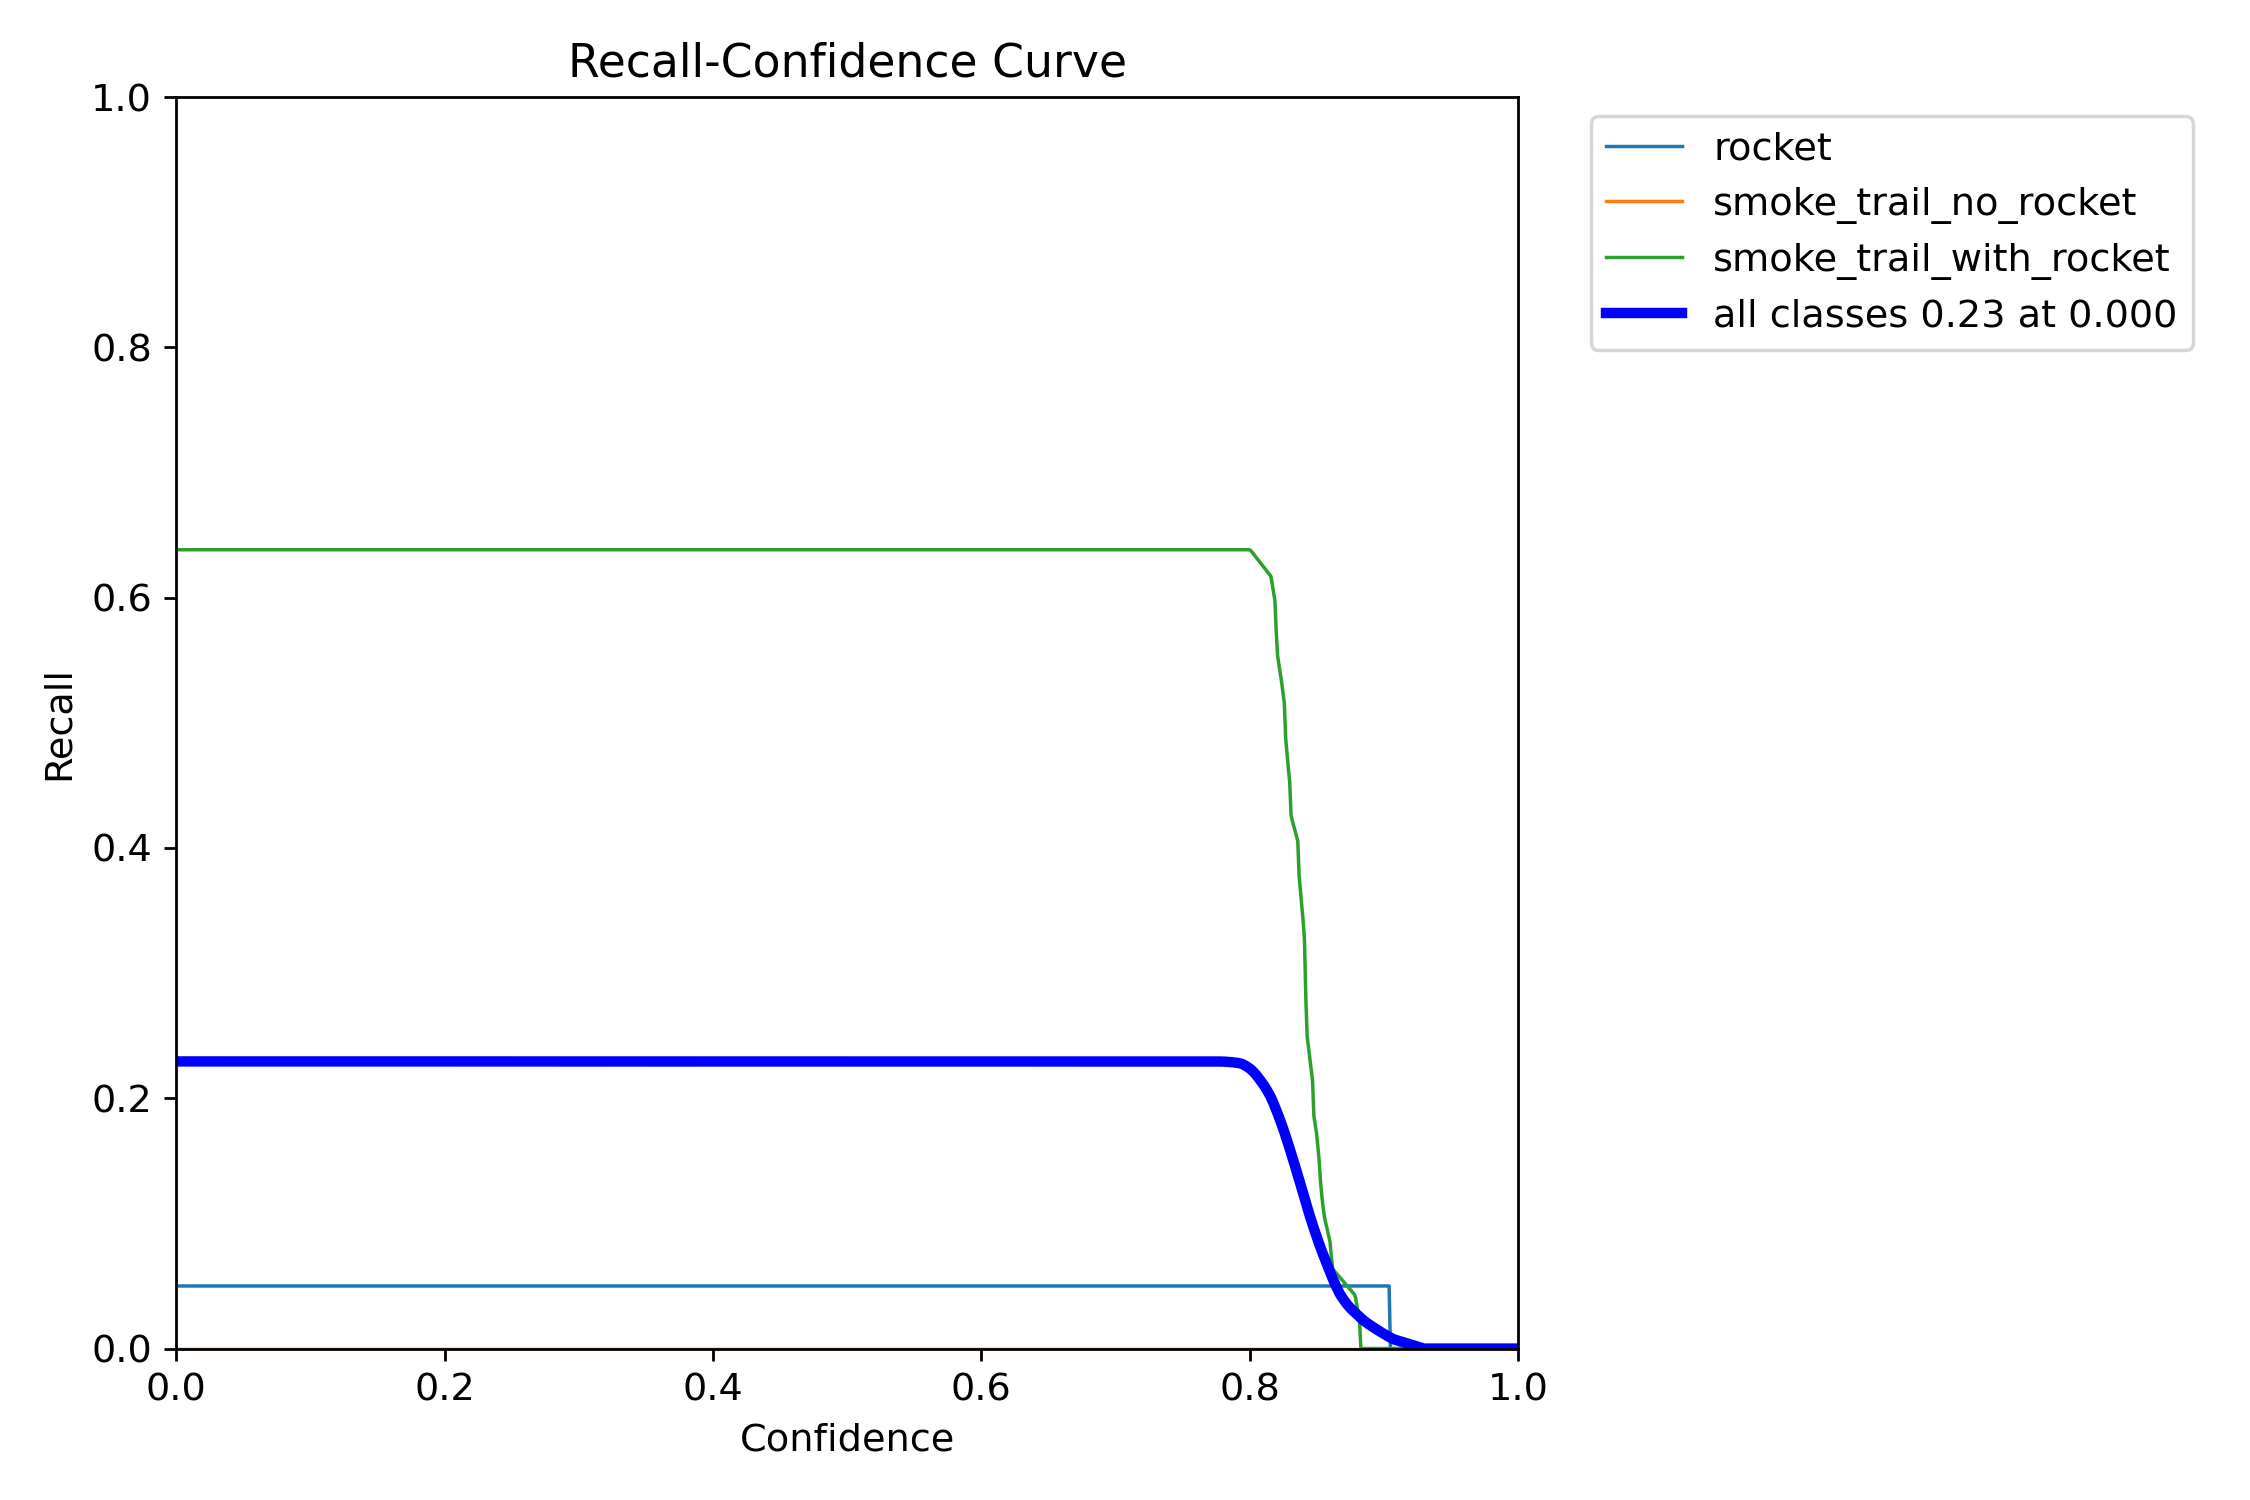 Recall-Confidence Curve
1.0
0.8
0.6
0.4
0.2
0.0
Recall
0.0 0.2 0.4 0.6 0.8 1.0
Confidence
rocket
smoke_trail_no_rocket
smoke_trail_with_rocket
all classes 0.23 at 0.000